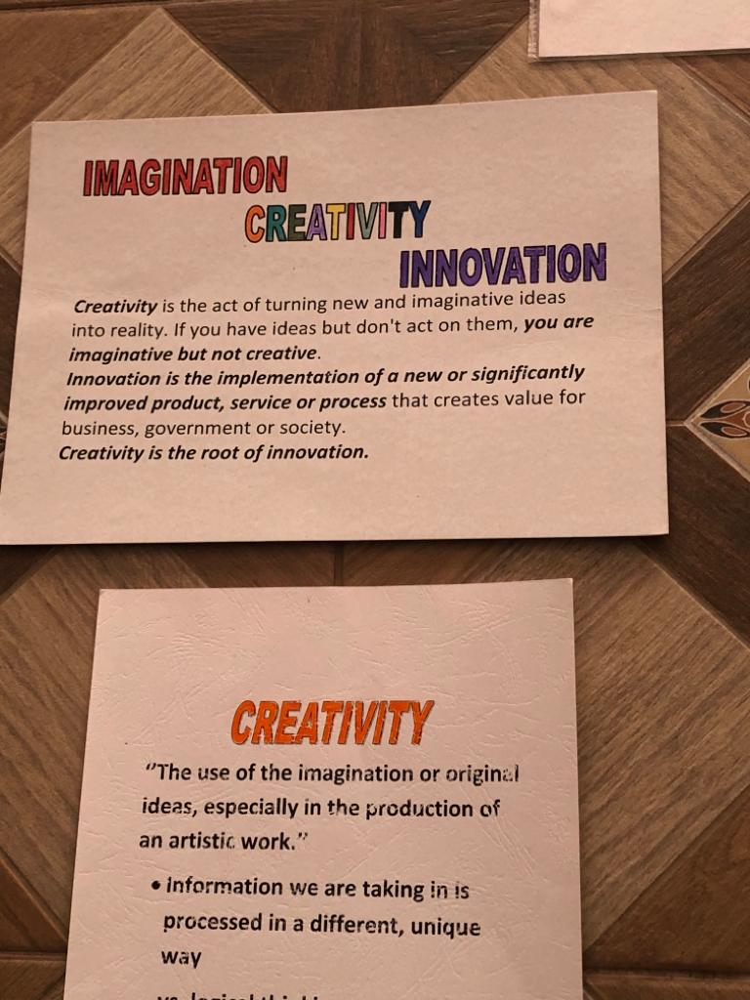 IMAGINATION
CREATIVITY
INNOVATION
Creativity is the act of turning new and imaginative ideas
into reality. If you have ideas but don't act on them, you are
imaginative but not creative.
Innovation is the implementation of a new or significantly
improved product, service or process that creates value for
business, government or society.
Creativity is the root of innovation.
CREATIVITY
“The use of the imagination or original
ideas, especially in the production of
an artistic work.”
• Information we are taking in is
processed in a different, unique
way
vs. logical